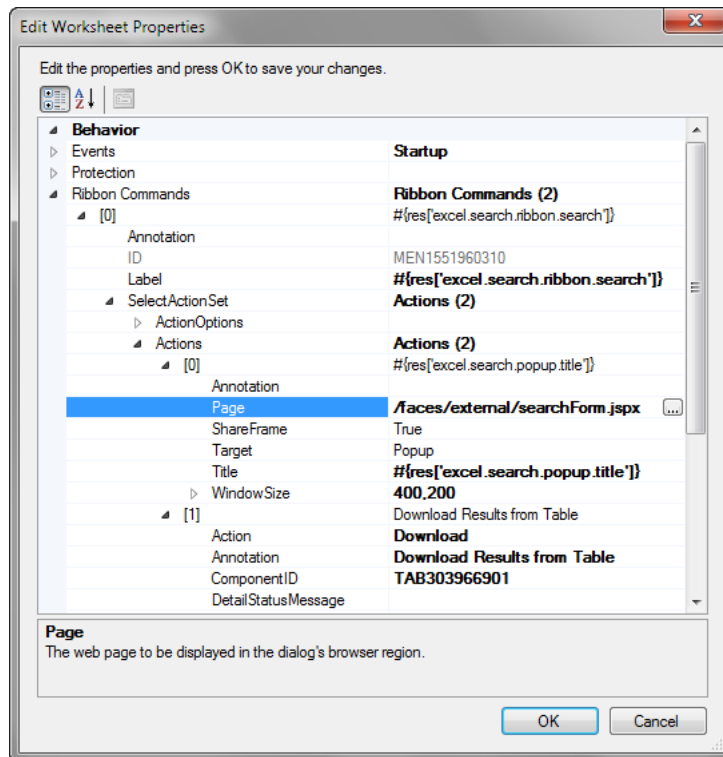 Edit Worksheet Properties
Edit the properties and press OK to save your changes.
Behavior
Events Startup
Protection
Ribbon Commands Ribbon Commands (2)
[0] #{res['excel.search.ribbon.search']}
Annotation
ID MEN1551960310
Label #{res['excel.search.ribbon.search']}
SelectActionSet Actions (2)
ActionOptions
Actions Actions (2)
[0] #{res['excel.search.popup.title']}
Annotation
Page /faces/external/searchForm.jspx ...
ShareFrame True
Target Popup
Title #{res['excel.search.popup.title']}
WindowSize 400,200
[1] Download Results from Table
Action Download
Annotation Download Results from Table
ComponentID TAB303966901
DetailStatusMessage
Page
The web page to be displayed in the dialog's browser region.
OK Cancel